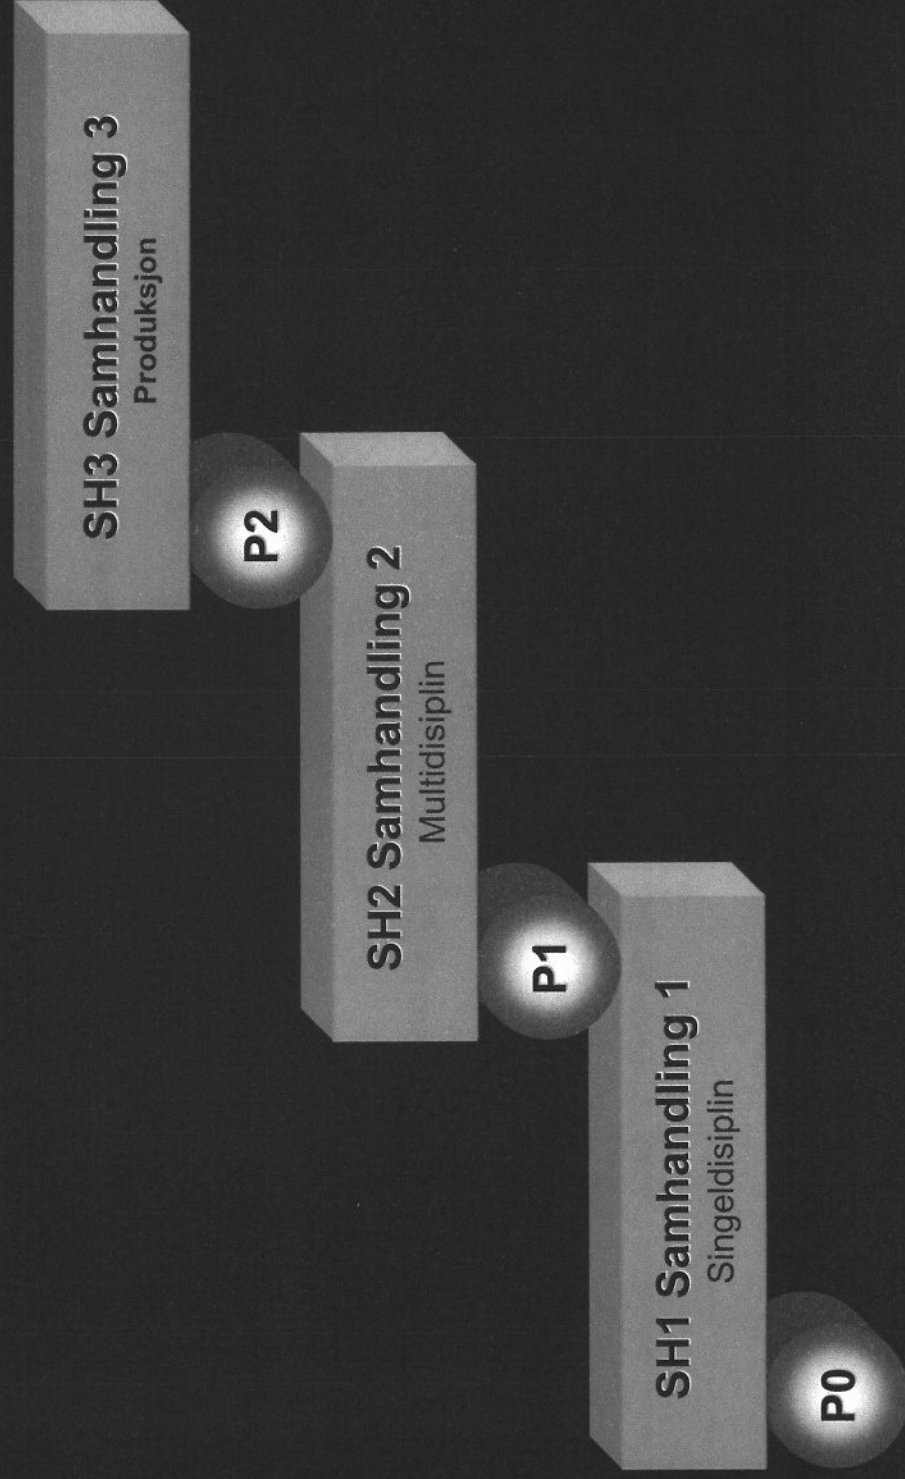 SH3 Samhandling 3
Produksjon
P2
SH2 Samhandling 2
Multidisiplin
P1
SH1 Samhandling 1
Singeldisiplin
P0